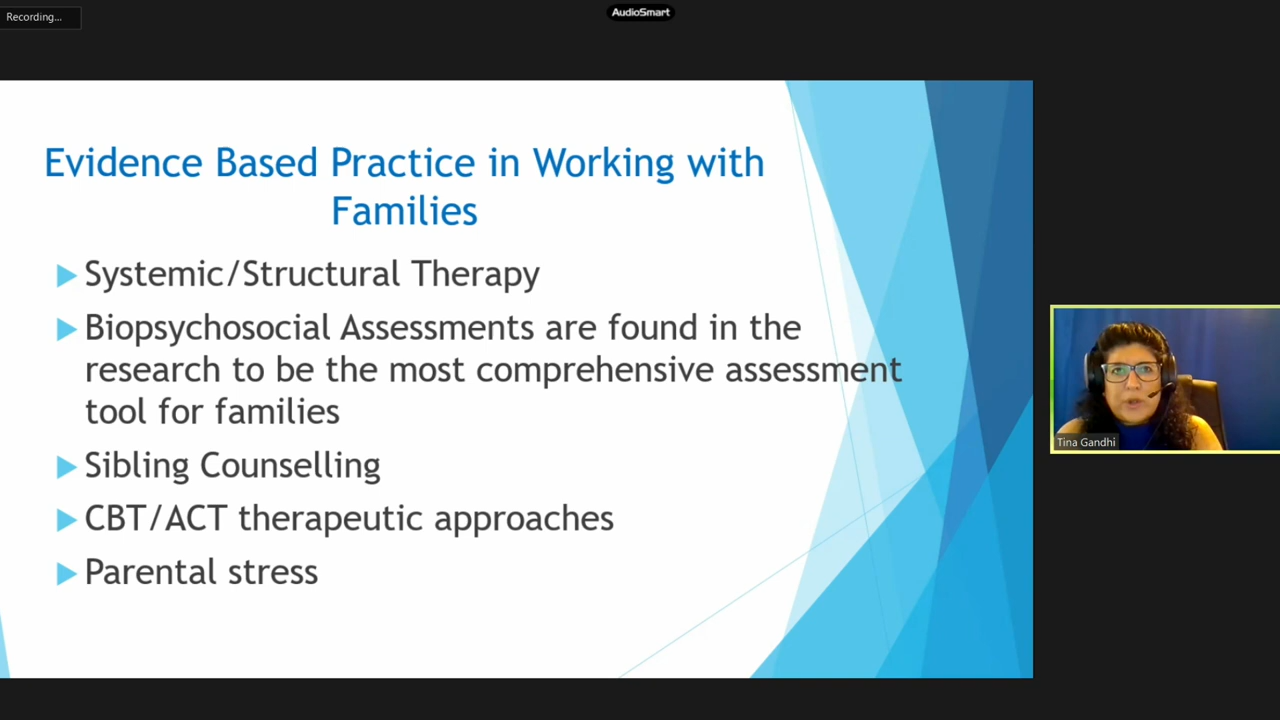 Recording...
AudioSmart
Evidence Based Practice in Working with
Families
Systemic/Structural Therapy
Biopsychosocial Assessments are found in the
research to be the most comprehensive assessment
tool for families
Sibling Counselling
CBT/ACT therapeutic approaches
Parental stress
Tina Gandhi